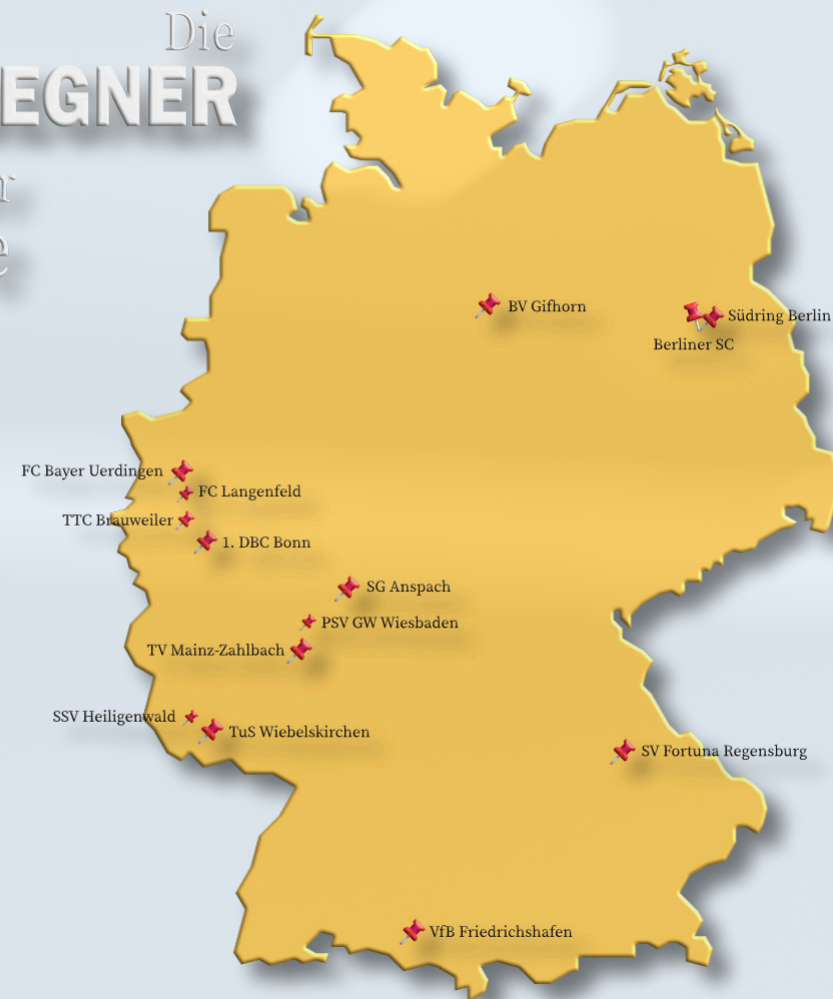 Die
EGNER
r
e
BV Gifhorn
Südring Berlin
Berliner SC
FC Bayer Uerdingen
FC Langenfeld
TTC Brauweiler
1. DBC Bonn
SG Anspach
PSV GW Wiesbaden
TV Mainz-Zahlbach
SSV Heiligenwald
TuS Wiebelskirchen
SV Fortuna Regensburg
VfB Friedrichshafen